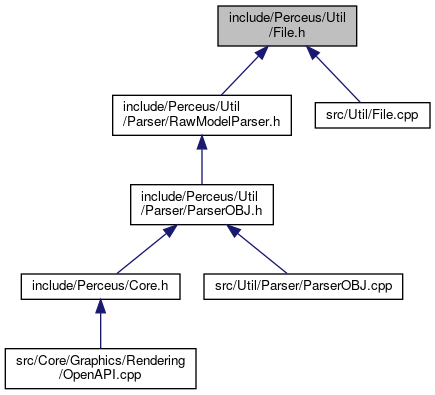 include/Perceus/Util
/File.h
include/Perceus/Util
/Parser/RawModelParser.h
src/Util/File.cpp
include/Perceus/Util
/Parser/ParserOBJ.h
include/Perceus/Core.h
src/Util/Parser/ParserOBJ.cpp
src/Core/Graphics/Rendering
/OpenAPI.cpp